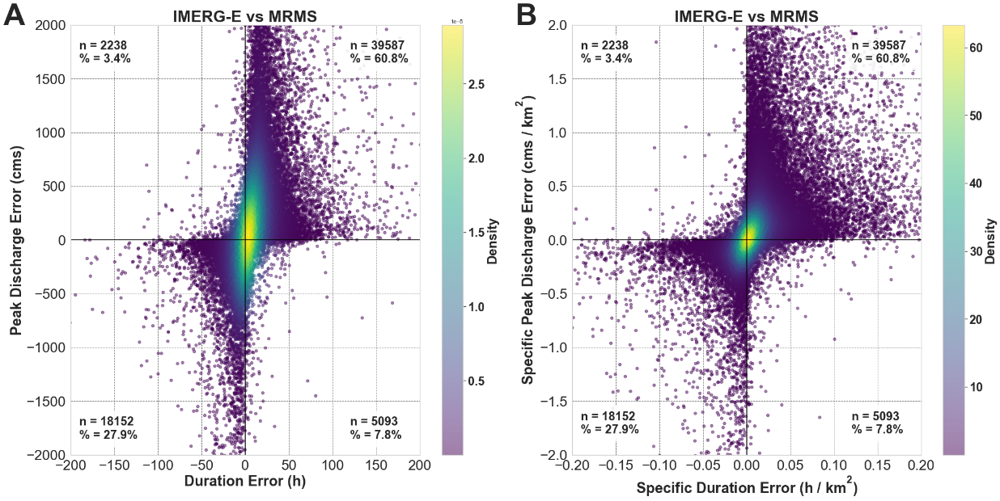 A
IMERG-E vs MRMS
1e−5
n = 2238
% = 3.4%
n = 39587
% = 60.8%
n = 18152
% = 27.9%
n = 5093
% = 7.8%
2000
1500
1000
500
0
−500
−1000
−1500
−2000
Peak Discharge Error (cms)
−200
−150
−100
−50
0
50
100
150
200
Duration Error (h)
2.5
2.0
1.5
1.0
0.5
Density
B
IMERG-E vs MRMS
n = 2238
% = 3.4%
n = 39587
% = 60.8%
n = 18152
% = 27.9%
n = 5093
% = 7.8%
2.0
1.5
1.0
0.5
0.0
−0.5
−1.0
−1.5
−2.0
Specific Peak Discharge Error (cms / km²)
−0.20
−0.15
−0.10
−0.05
0.00
0.05
0.10
0.15
0.20
Specific Duration Error (h / km²)
60
50
40
30
20
10
Density